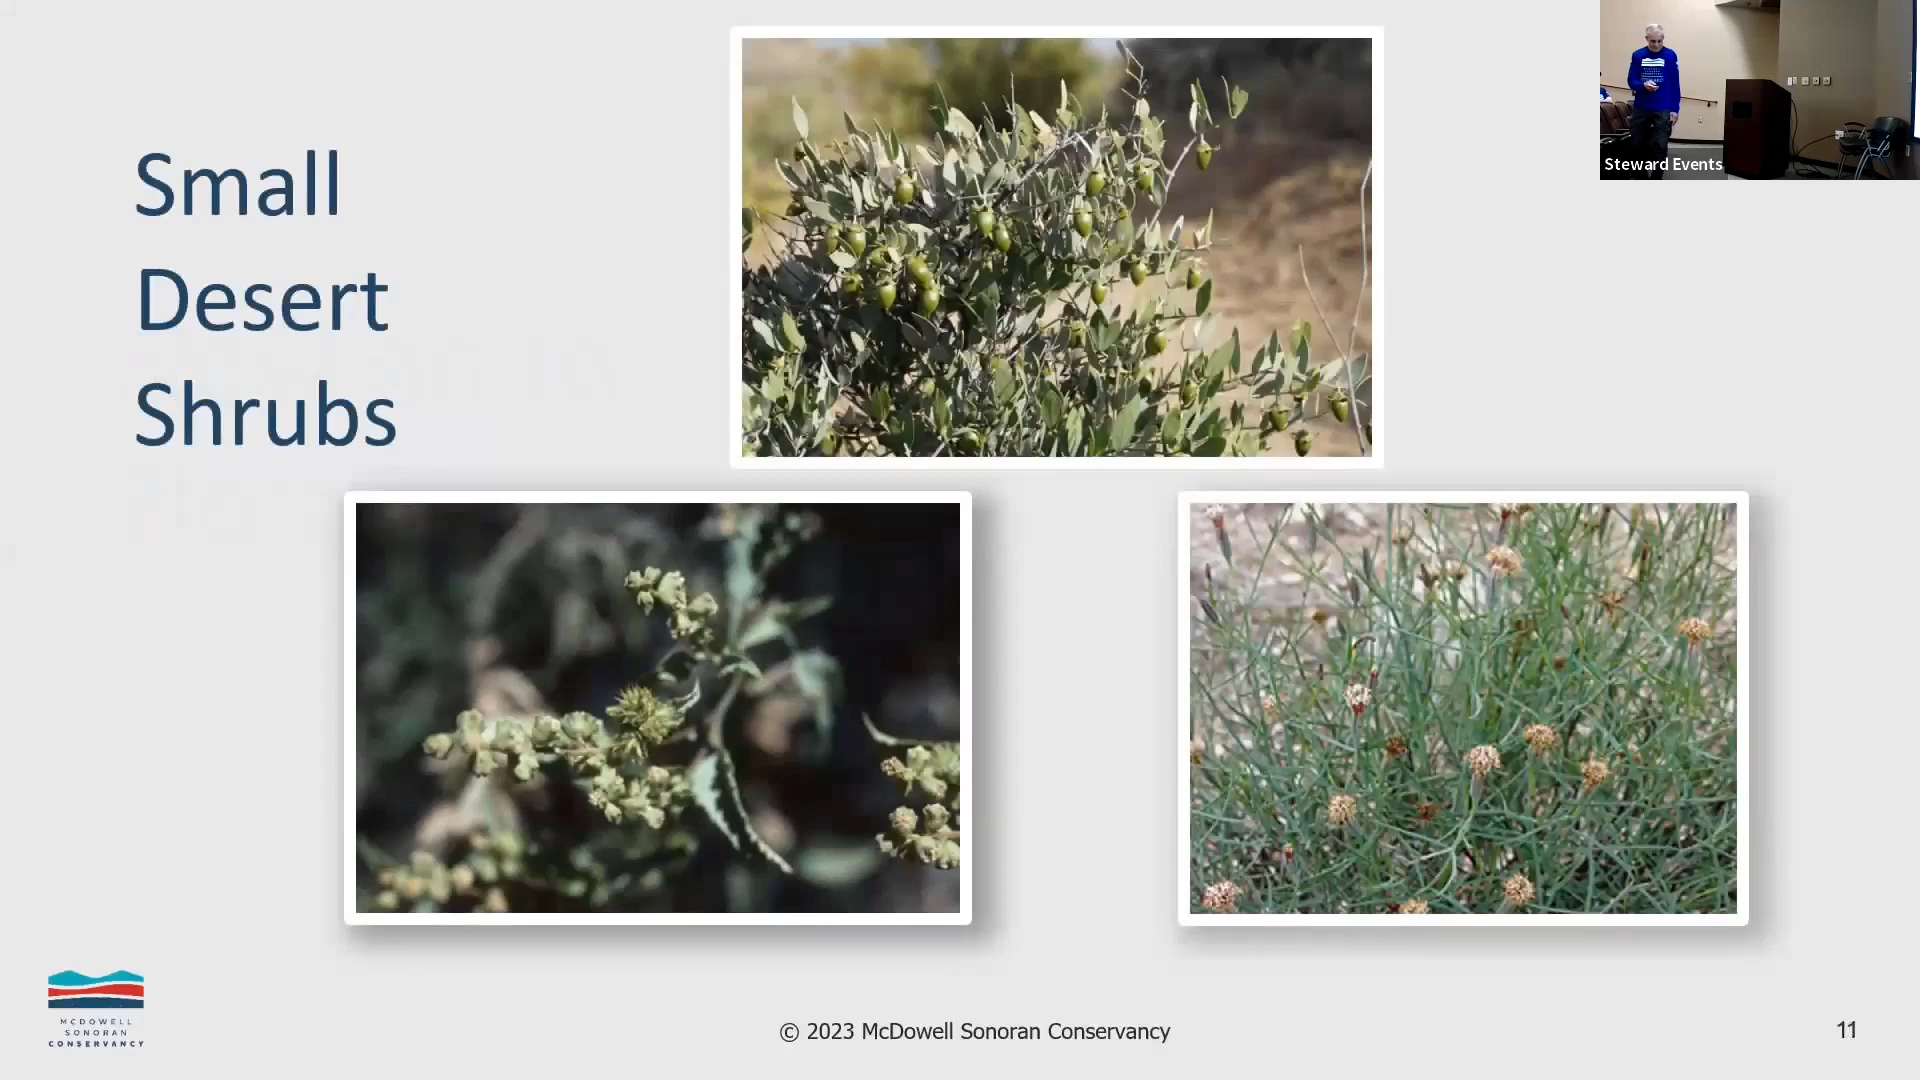 Small
Desert
Shrubs
Steward Events
MCDOWELL
SONORAN
CONSERVANCY
© 2023 McDowell Sonoran Conservancy
11